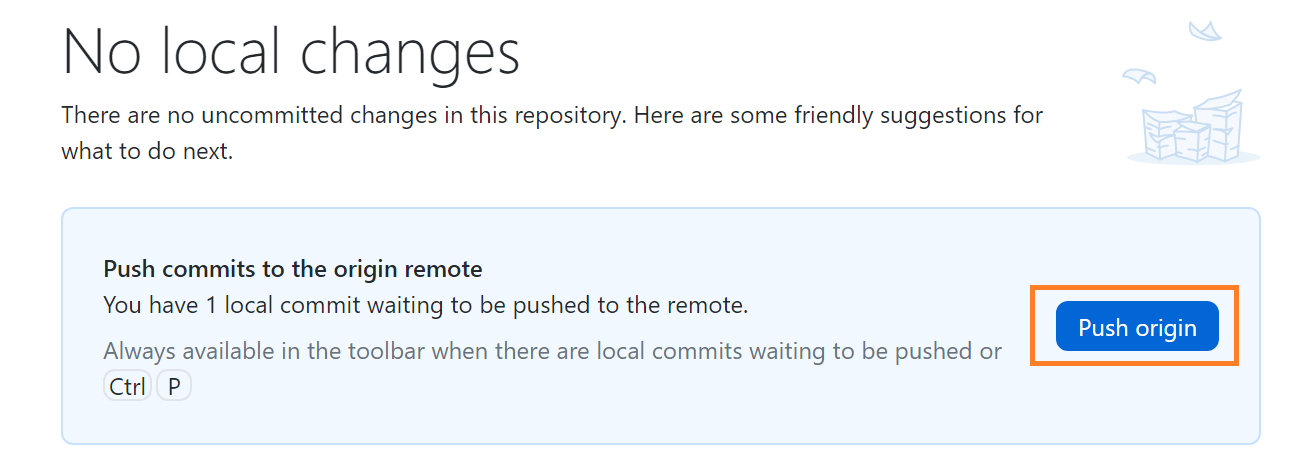 No local changes
There are no uncommitted changes in this repository. Here are some friendly suggestions for
what to do next.
Push commits to the origin remote
You have 1 local commit waiting to be pushed to the remote.
Always available in the toolbar when there are local commits waiting to be pushed or
Ctrl P
Push origin